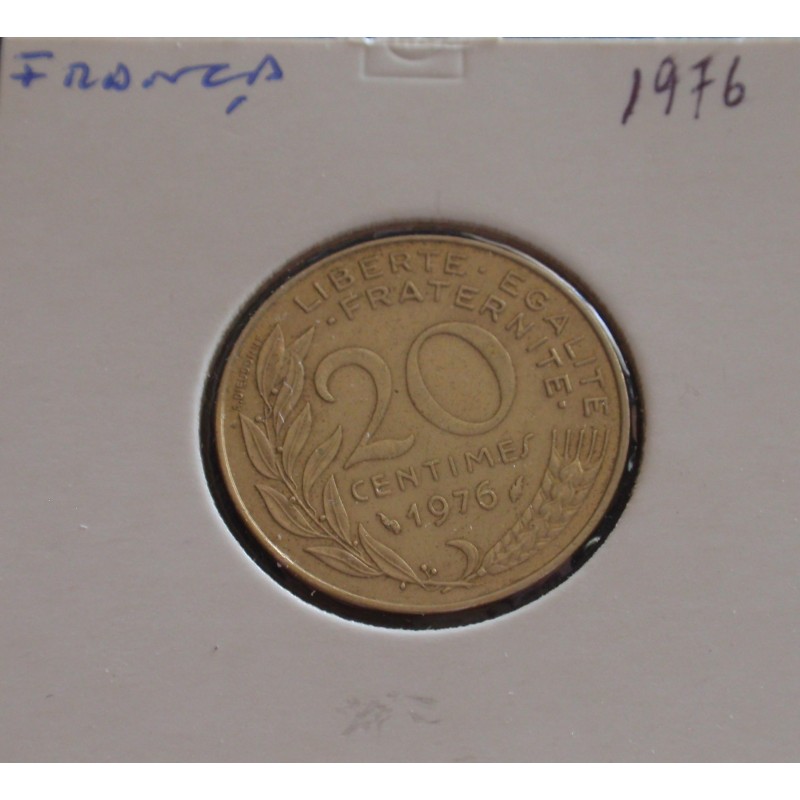 FRANÇA
1976
LIBERTE · EGALITE
· FRATERNITE ·
20
CENTIMES
1976